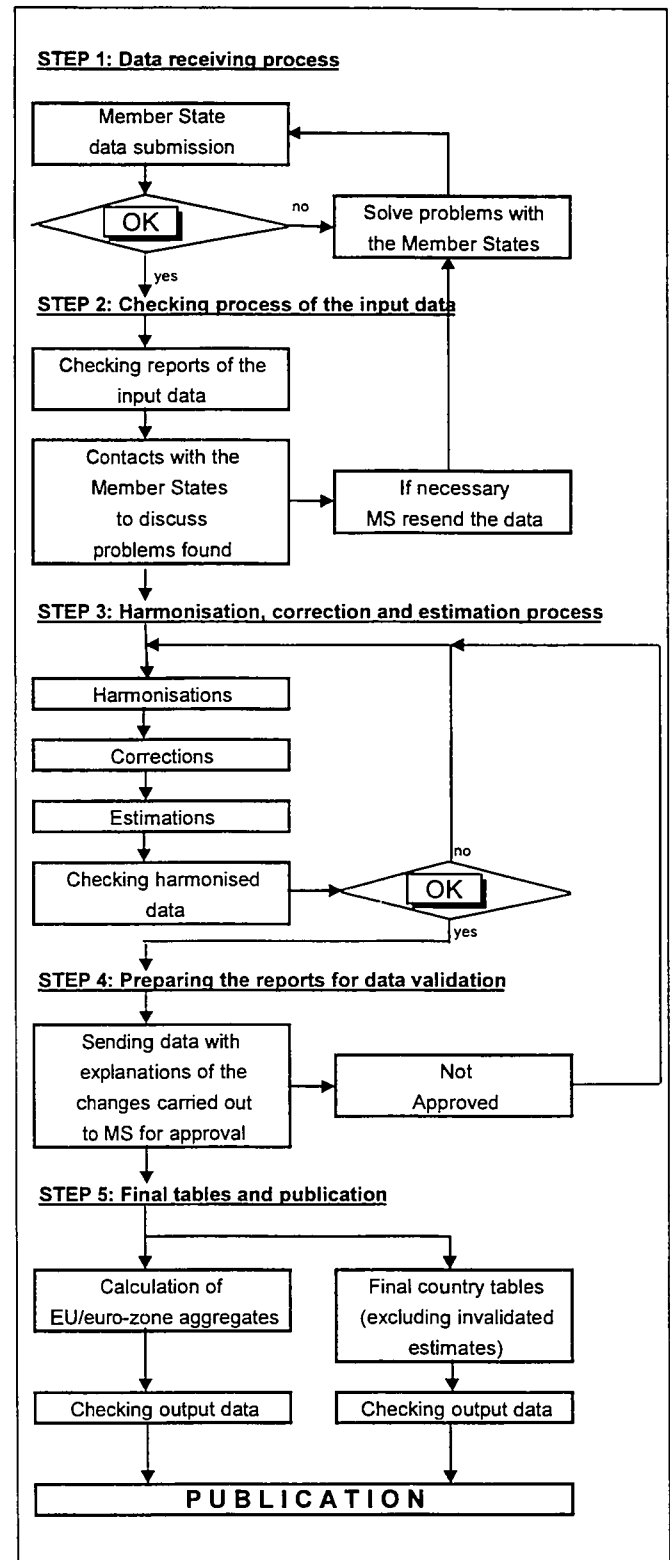 STEP 1: Data receiving process
Member State
data submission
OK
no
Solve problems with
the Member States
yes
STEP 2: Checking process of the input data
Checking reports of the
input data
Contacts with the
Member States
to discuss
problems found
If necessary
MS resend the data
STEP 3: Harmonisation, correction and estimation process
Harmonisations
Corrections
Estimations
Checking harmonised
data
no
OK
yes
STEP 4: Preparing the reports for data validation
Sending data with
explanations of the
changes carried out
to MS for approval
Not
Approved
STEP 5: Final tables and publication
Calculation of
EU/euro-zone aggregates
Final country tables
(excluding invalidated
estimates)
Checking output data
Checking output data
PUBLICATION